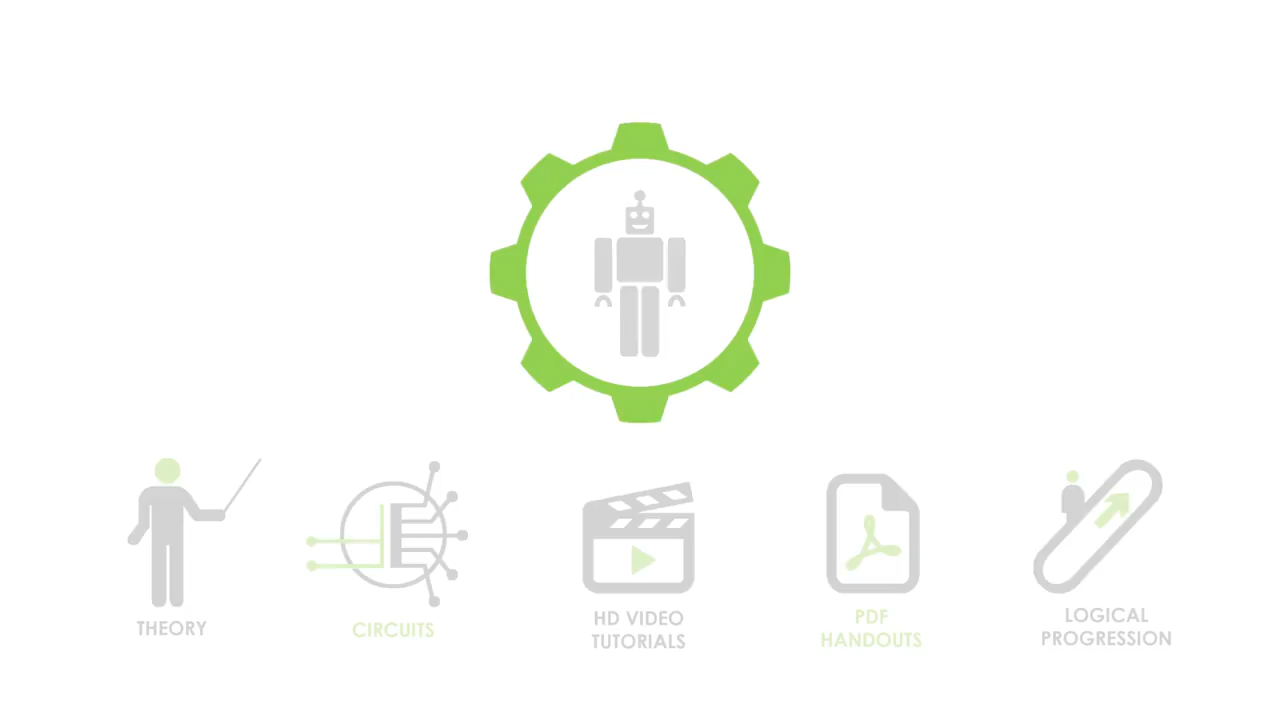 THEORY
CIRCUITS
HD VIDEO
TUTORIALS
PDF
HANDOUTS
LOGICAL
PROGRESSION